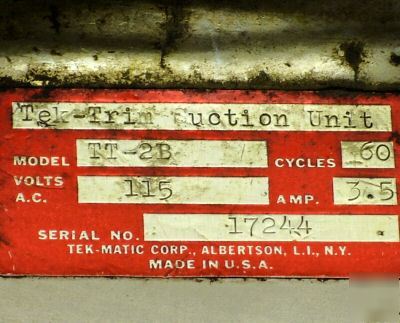 Tek-Trim Suction Unit
MODEL TT-2B CYCLES 60
VOLTS A.C. 115 AMP. 3.5
SERIAL NO. 17244
TEK-MATIC CORP., ALBERTSON, L.I., N.Y.
MADE IN U.S.A.